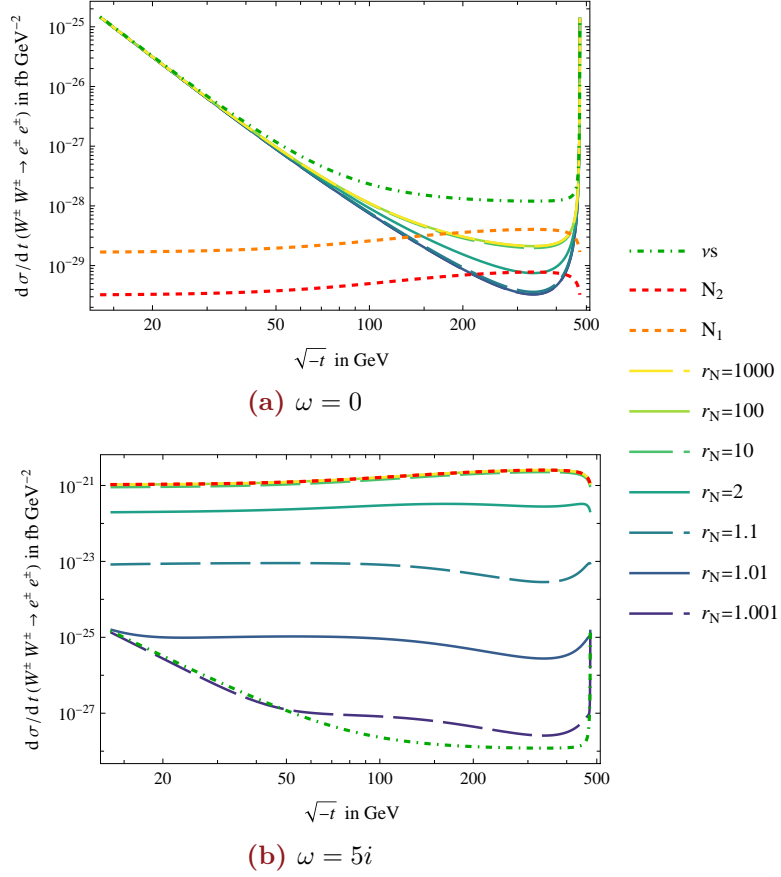 dσ/dt (W± W± → e± e±) in fb GeV⁻²
10⁻²⁵
10⁻²⁶
10⁻²⁷
10⁻²⁸
10⁻²⁹
20 50 100 200 500
√−t in GeV
(a) ω = 0
νs
N₂
N₁
r_N=1000
r_N=100
r_N=10
r_N=2
r_N=1.1
r_N=1.01
r_N=1.001
dσ/dt (W± W± → e± e±) in fb GeV⁻²
10⁻²¹
10⁻²³
10⁻²⁵
10⁻²⁷
20 50 100 200 500
√−t in GeV
(b) ω = 5i